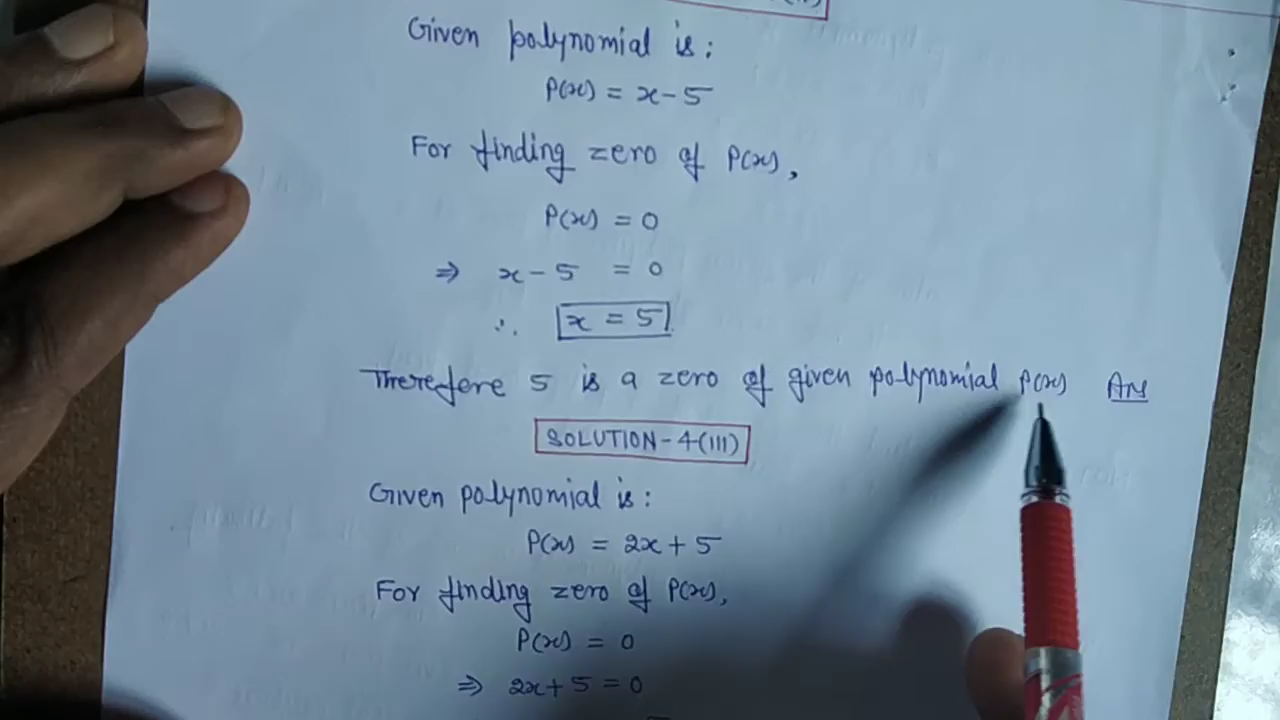 Given polynomial is:
P(x) = x - 5
For finding zero of P(x),
P(x) = 0
⇒ x - 5 = 0
∴ x = 5
Therefore 5 is a zero of given polynomial P(x) Ans
SOLUTION - 4(III)
Given polynomial is:
P(x) = 2x + 5
For finding zero of P(x),
P(x) = 0
⇒ 2x + 5 = 0